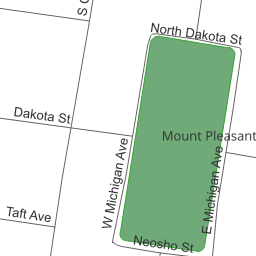 S C
North Dakota St
Dakota St
Mount Pleasant
W Michigan Ave
E Michigan Ave
Taft Ave
Neosho St